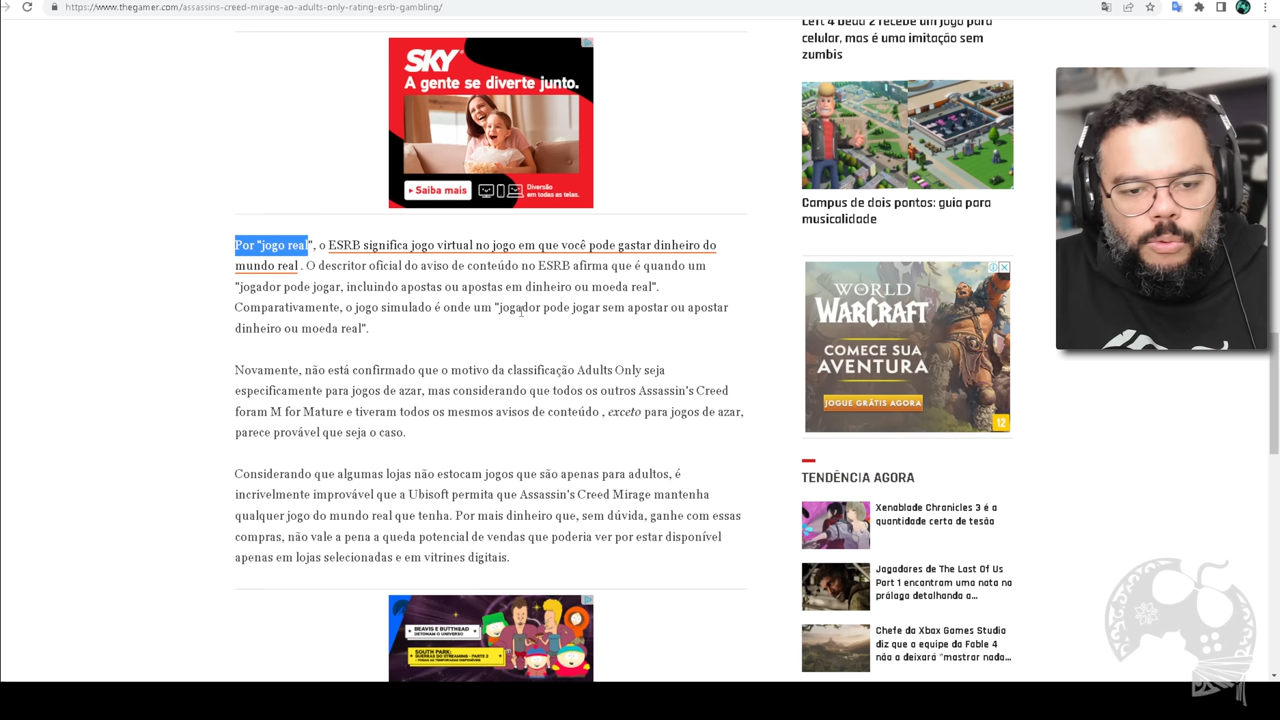 https://www.thegamer.com/assassins-creed-mirage-ao-adults-only-rating-esrb-gambling/
SKY
A gente se diverte junto.
Saiba mais
Diversão
em todas as telas.
Por "jogo real", o ESRB significa jogo virtual no jogo em que você pode gastar dinheiro do
mundo real . O descritor oficial do aviso de conteúdo no ESRB afirma que é quando um
"jogador pode jogar, incluindo apostas ou apostas em dinheiro ou moeda real".
Comparativamente, o jogo simulado é onde um "jogador pode jogar sem apostar ou apostar
dinheiro ou moeda real".
Novamente, não está confirmado que o motivo da classificação Adults Only seja
especificamente para jogos de azar, mas considerando que todos os outros Assassin's Creed
foram M for Mature e tiveram todos os mesmos avisos de conteúdo , exceto para jogos de azar,
parece provável que seja o caso.
Considerando que algumas lojas não estocam jogos que são apenas para adultos, é
incrivelmente improvável que a Ubisoft permita que Assassin's Creed Mirage mantenha
qualquer jogo do mundo real que tenha. Por mais dinheiro que, sem dúvida, ganhe com essas
compras, não vale a pena a queda potencial de vendas que poderia ver por estar disponível
apenas em lojas selecionadas e em vitrines digitais.
BEAVIS E BUTTHEAD
DETONAM O UNIVERSO
SOUTH PARK:
GUERRAS DO STREAMING - PARTE 2
Left 4 Dead 2 recebe um jogo para
celular, mas é uma imitação sem
zumbis
Campus de dois pontos: guia para
musicalidade
WORLD
WARCRAFT
COMECE SUA
AVENTURA
JOGUE GRÁTIS AGORA
12
TENDÊNCIA AGORA
Xenoblade Chronicles 3 é a
quantidade certa de tesão
Jogadores de The Last Of Us
Part 1 encontram uma nota na
prólogo detalhando a...
Chefe da Xbox Games Studio
diz que a equipe da Fable 4
não a deixará "mostrar nada...